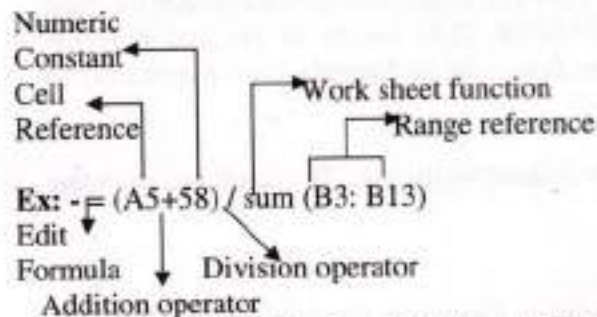 Numeric
Constant
Cell
Reference
Work sheet function
Range reference
Ex: - = (A5+58) / sum (B3: B13)
Edit
Formula
Division operator
Addition operator